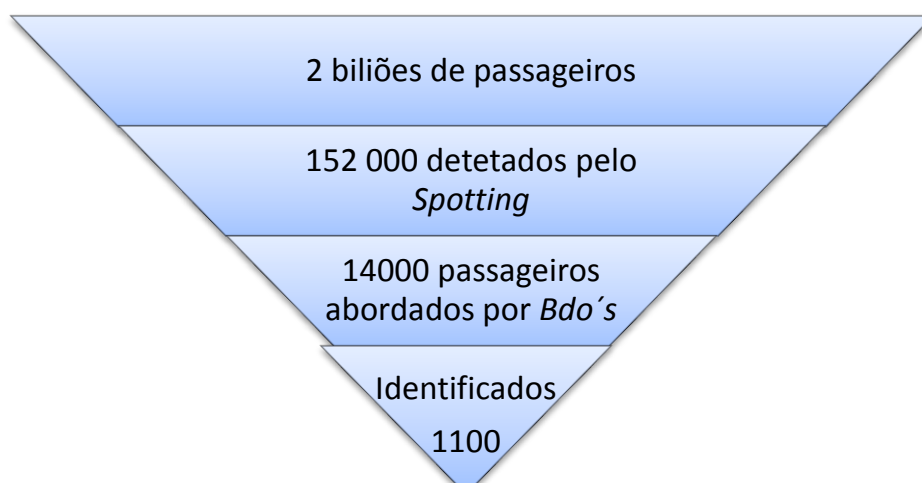 2 biliões de passageiros
152 000 detetados pelo
Spotting
14000 passageiros
abordados por Bdo´s
Identificados
1100